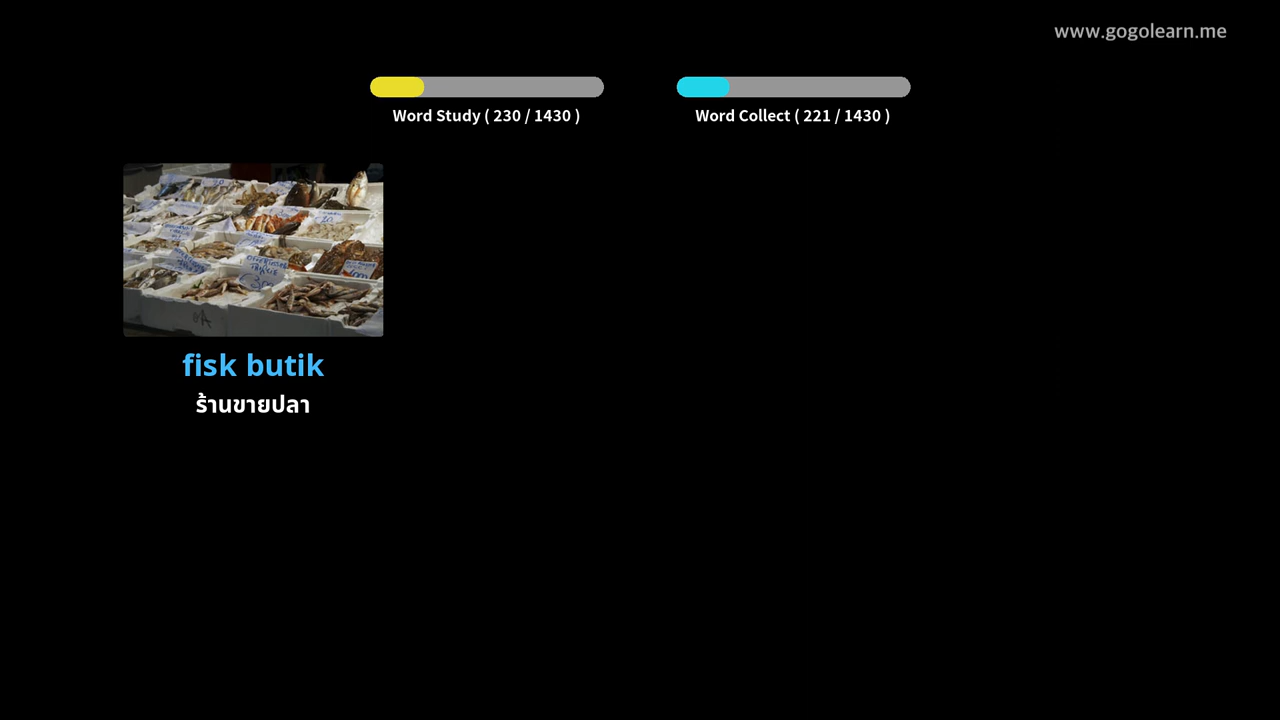 www.gogolearn.me
Word Study ( 230 / 1430 )
Word Collect ( 221 / 1430 )
fisk butik
ร้านขายปลา